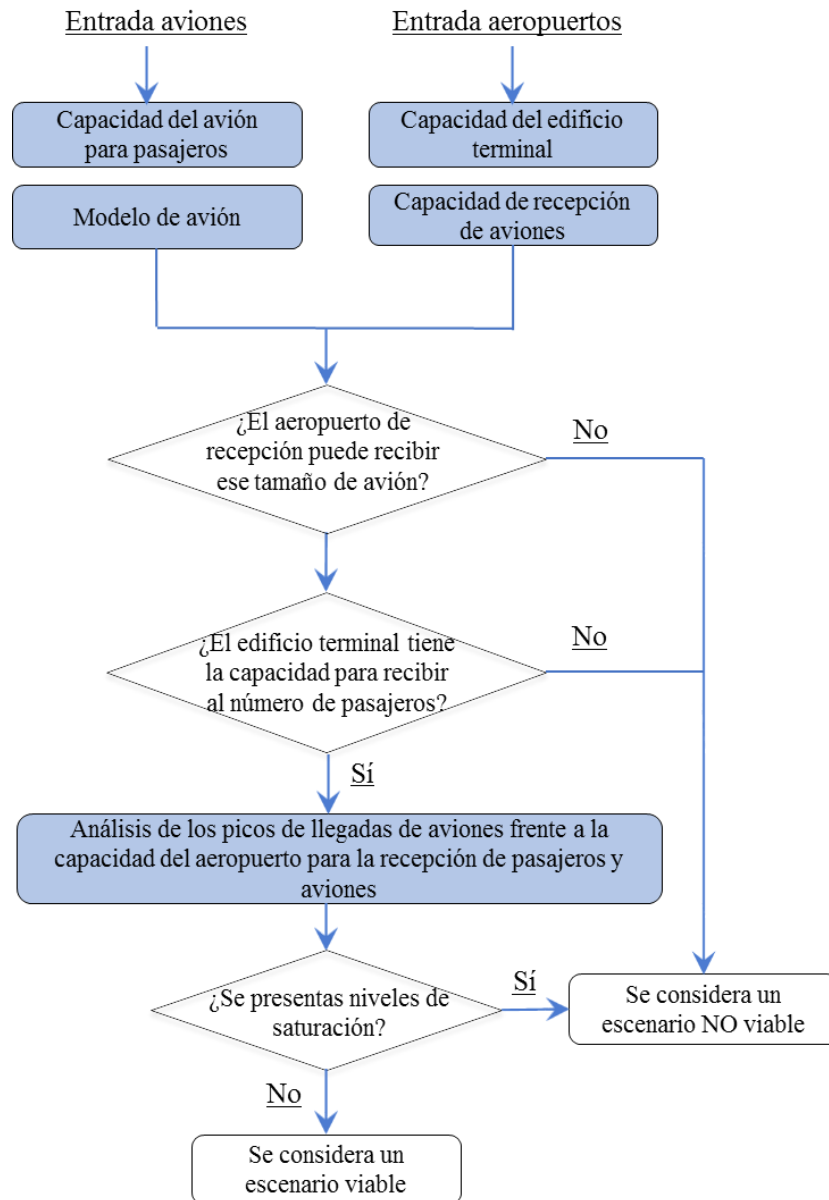 Entrada aviones
Entrada aeropuertos
Capacidad del avión
para pasajeros
Capacidad del edificio
terminal
Modelo de avión
Capacidad de recepción
de aviones
¿El aeropuerto de
recepción puede recibir
ese tamaño de avión?
No
¿El edificio terminal tiene
la capacidad para recibir
al número de pasajeros?
No
Sí
Análisis de los picos de llegadas de aviones frente a la
capacidad del aeropuerto para la recepción de pasajeros y
aviones
¿Se presentas niveles de
saturación?
Sí
Se considera un
escenario NO viable
No
Se considera un
escenario viable